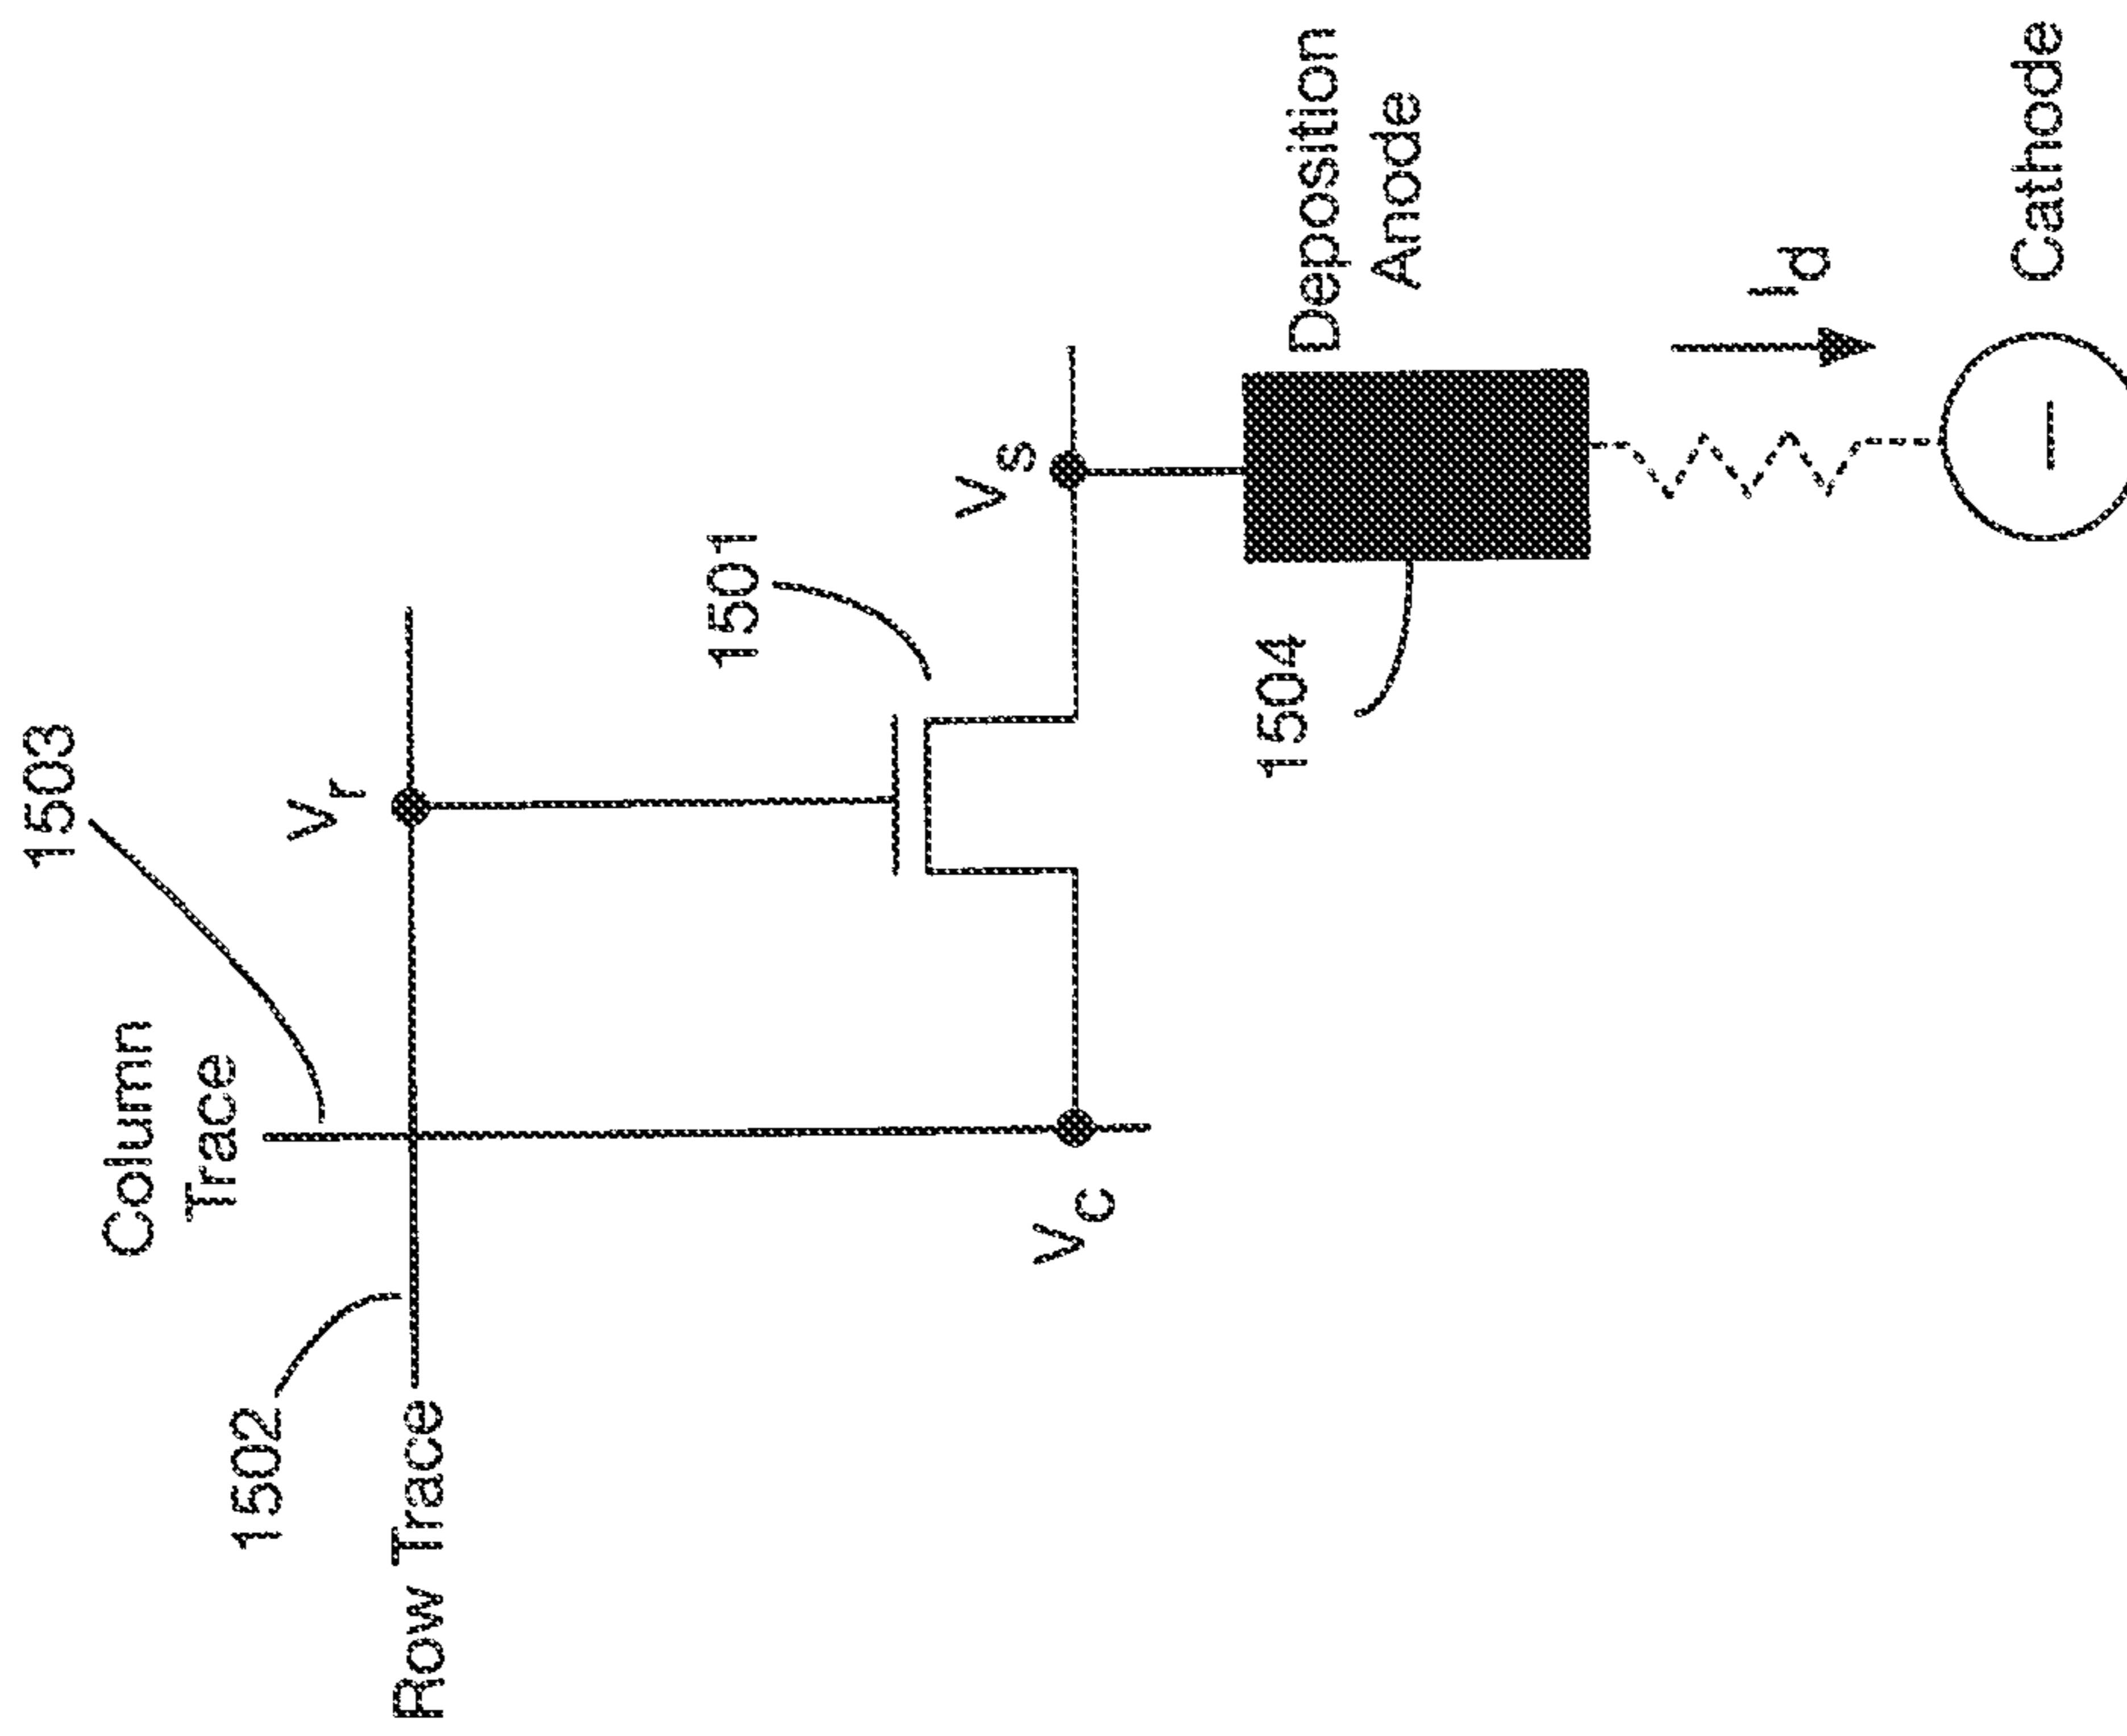 1503
Column
Trace
1502
Row Trace
Vr
1501
Vc
Vs
1504
Deposition
Anode
Id
Cathode